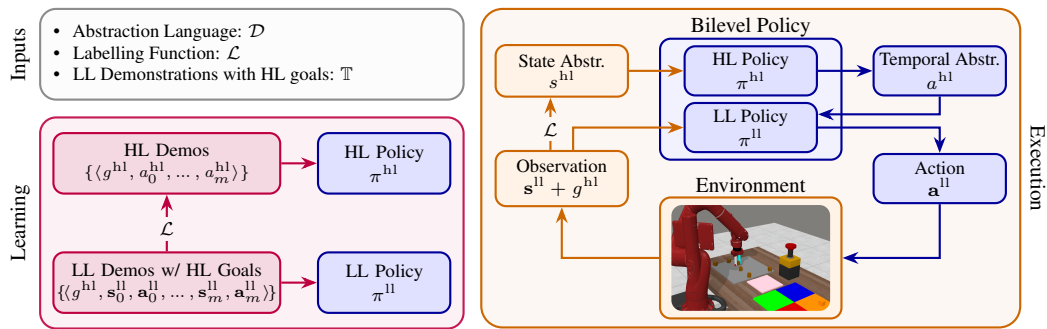 Inputs
• Abstraction Language: 𝒟
• Labelling Function: ℒ
• LL Demonstrations with HL goals: 𝕋
Learning
HL Demos
{⟨g^hl, a_0^hl, ... , a_m^hl⟩}
HL Policy
π^hl
ℒ
LL Demos w/ HL Goals
{⟨g^hl, s_0^ll, a_0^ll, ... , s_m^ll, a_m^ll⟩}
LL Policy
π^ll
Bilevel Policy
State Abstr.
s^hl
HL Policy
π^hl
Temporal Abstr.
a^hl
ℒ
LL Policy
π^ll
Observation
s^ll + g^hl
Action
a^ll
Environment
Execution